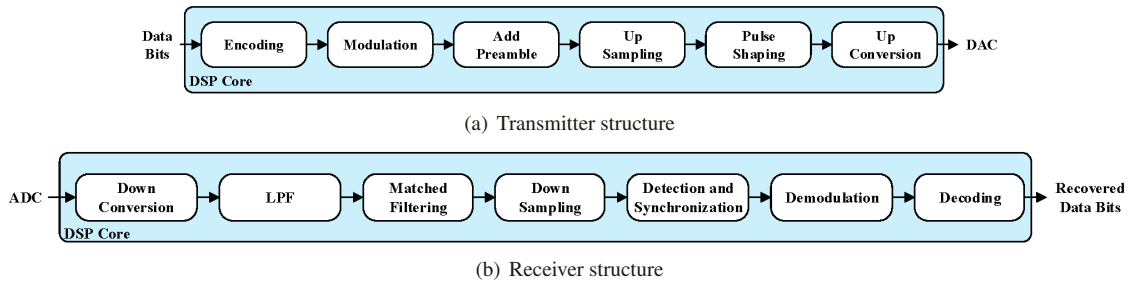 Data
Bits
Encoding
Modulation
Add
Preamble
Up
Sampling
Pulse
Shaping
Up
Conversion
DAC
DSP Core
(a) Transmitter structure
ADC
Down
Conversion
LPF
Matched
Filtering
Down
Sampling
Detection and
Synchronization
Demodulation
Decoding
Recovered
Data Bits
DSP Core
(b) Receiver structure